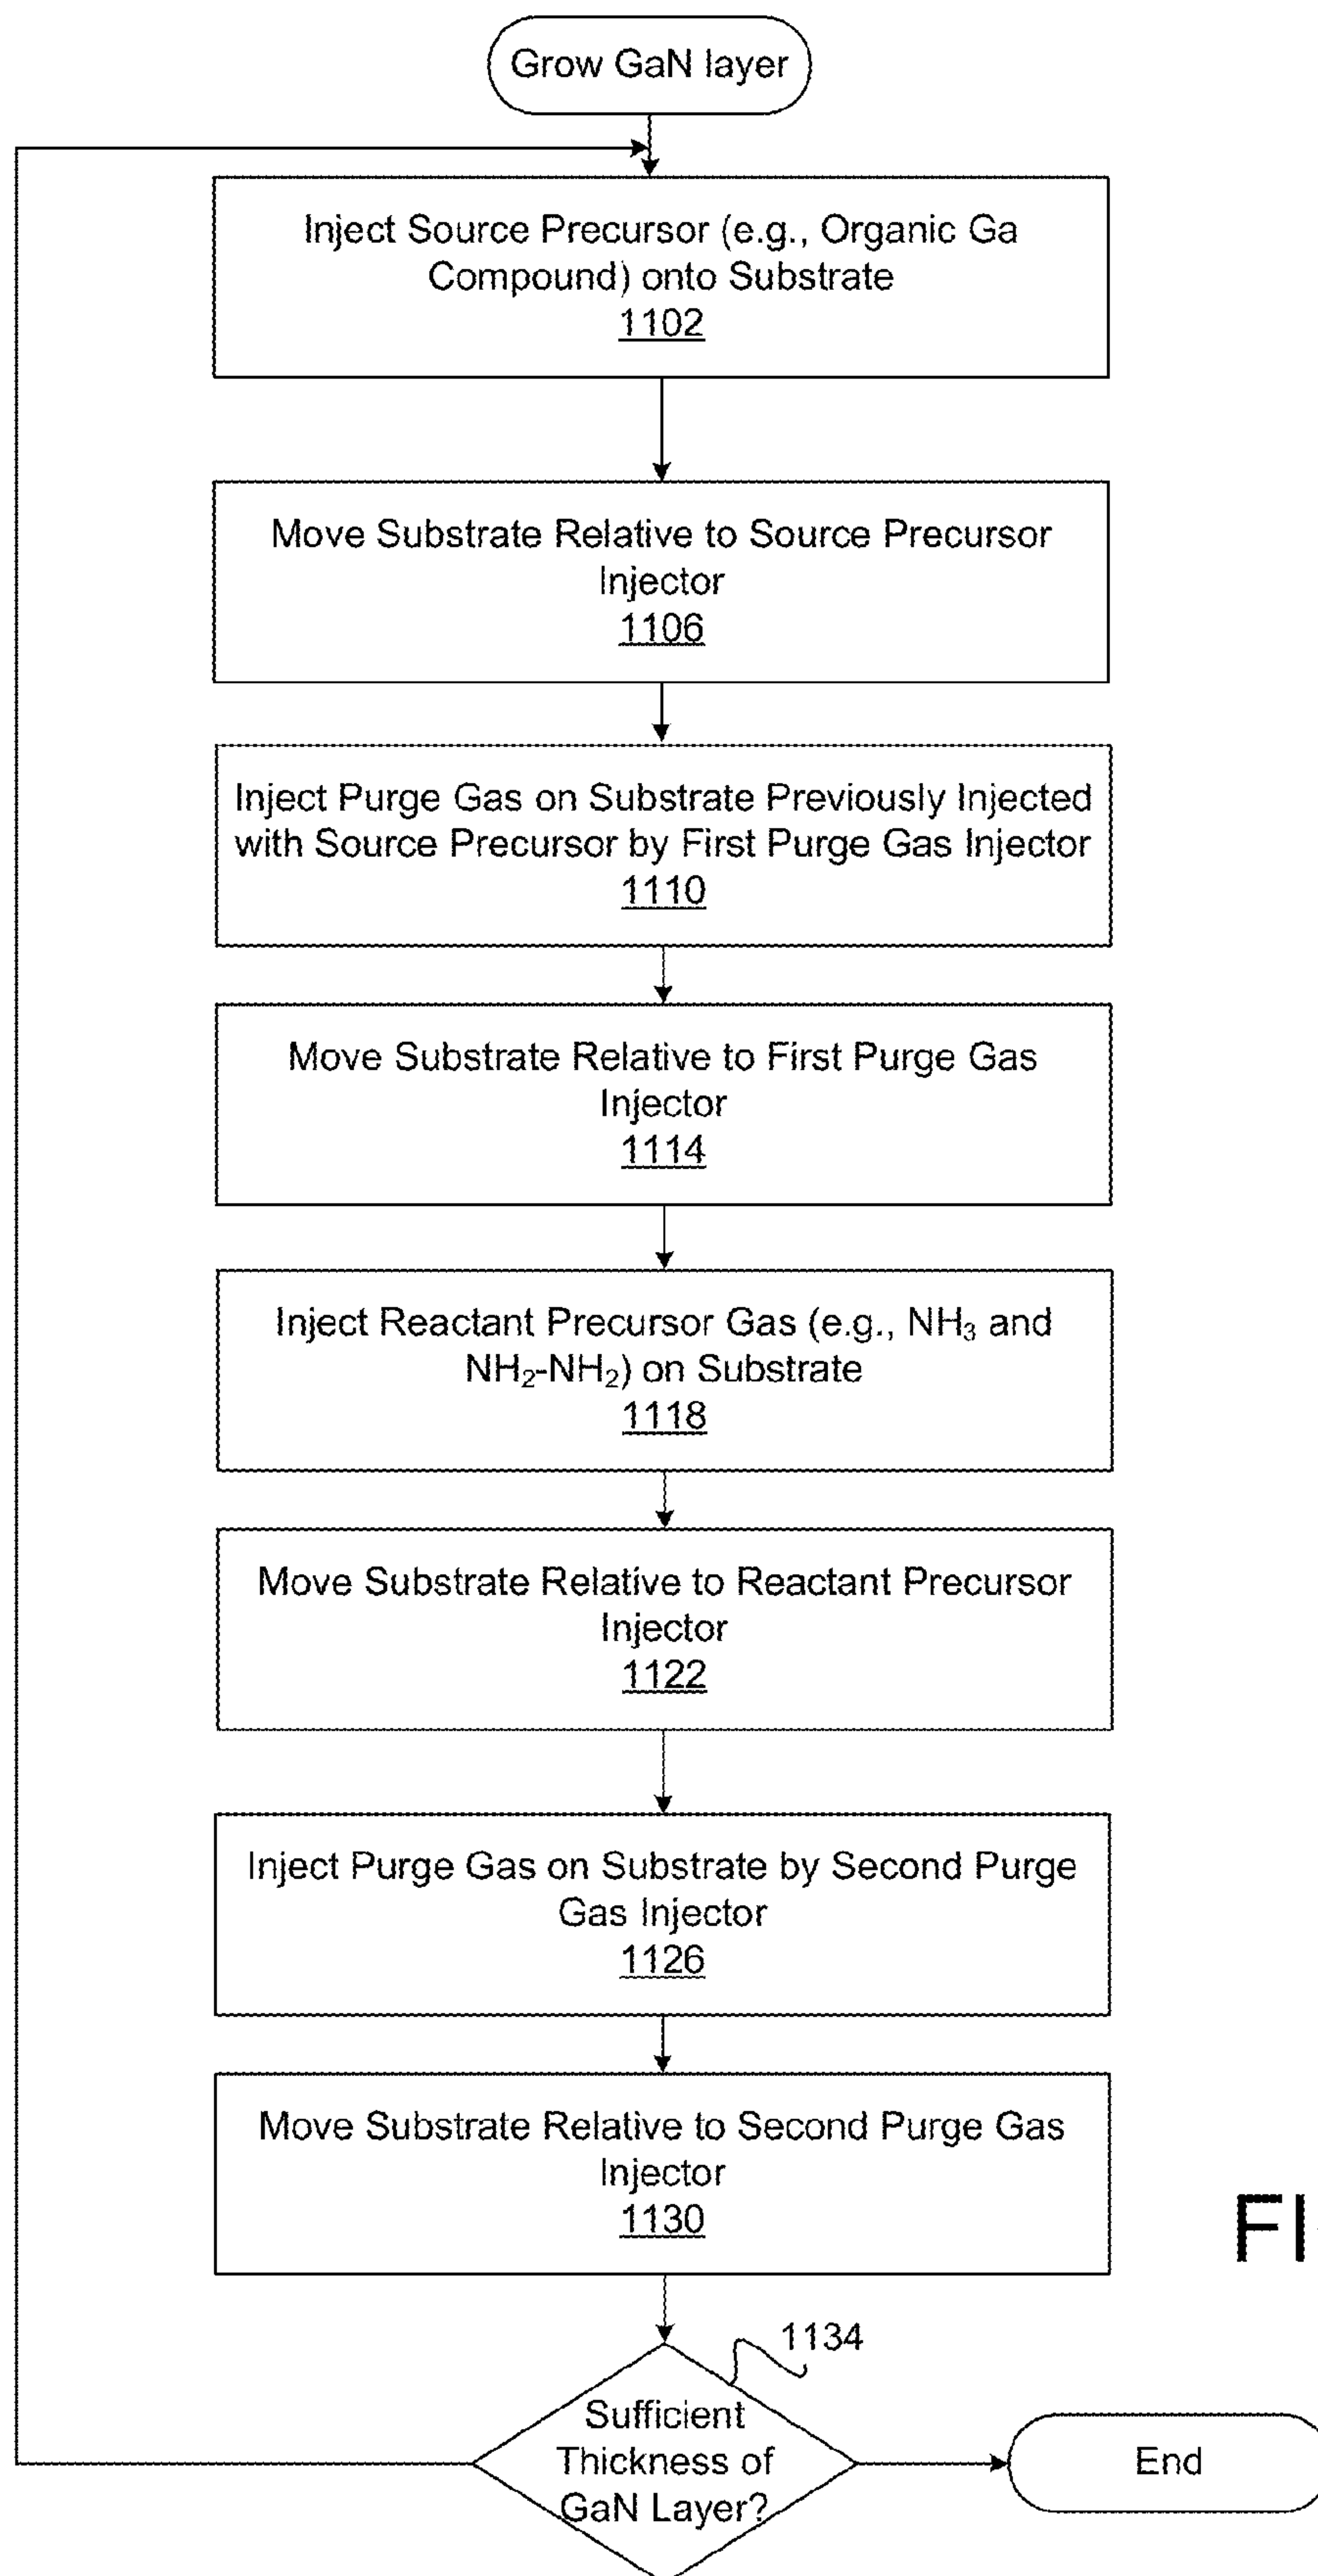 Grow GaN layer
Inject Source Precursor (e.g., Organic Ga
Compound) onto Substrate
1102
Move Substrate Relative to Source Precursor
Injector
1106
Inject Purge Gas on Substrate Previously Injected
with Source Precursor by First Purge Gas Injector
1110
Move Substrate Relative to First Purge Gas
Injector
1114
Inject Reactant Precursor Gas (e.g., NH₃ and
NH₂-NH₂) on Substrate
1118
Move Substrate Relative to Reactant Precursor
Injector
1122
Inject Purge Gas on Substrate by Second Purge
Gas Injector
1126
Move Substrate Relative to Second Purge Gas
Injector
1130
1134
Sufficient
Thickness of
GaN Layer?
End